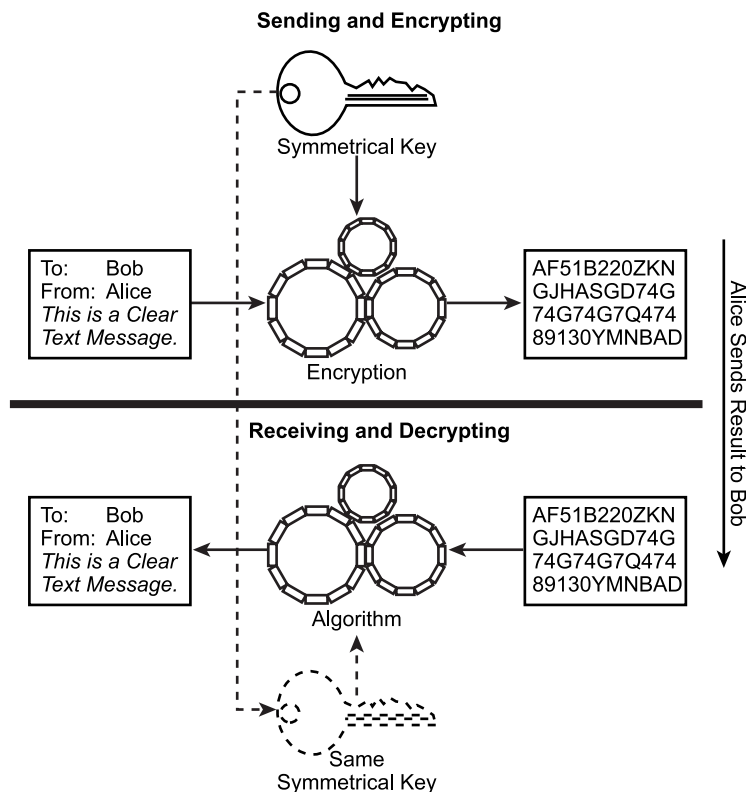 Sending and Encrypting
Symmetrical Key
To: Bob
From: Alice
This is a Clear
Text Message.
Encryption
AF51B220ZKN
GJHASGD74G
74G74G7Q474
89130YMNBAD
Alice Sends Result to Bob
Receiving and Decrypting
To: Bob
From: Alice
This is a Clear
Text Message.
Algorithm
AF51B220ZKN
GJHASGD74G
74G74G7Q474
89130YMNBAD
Same
Symmetrical Key